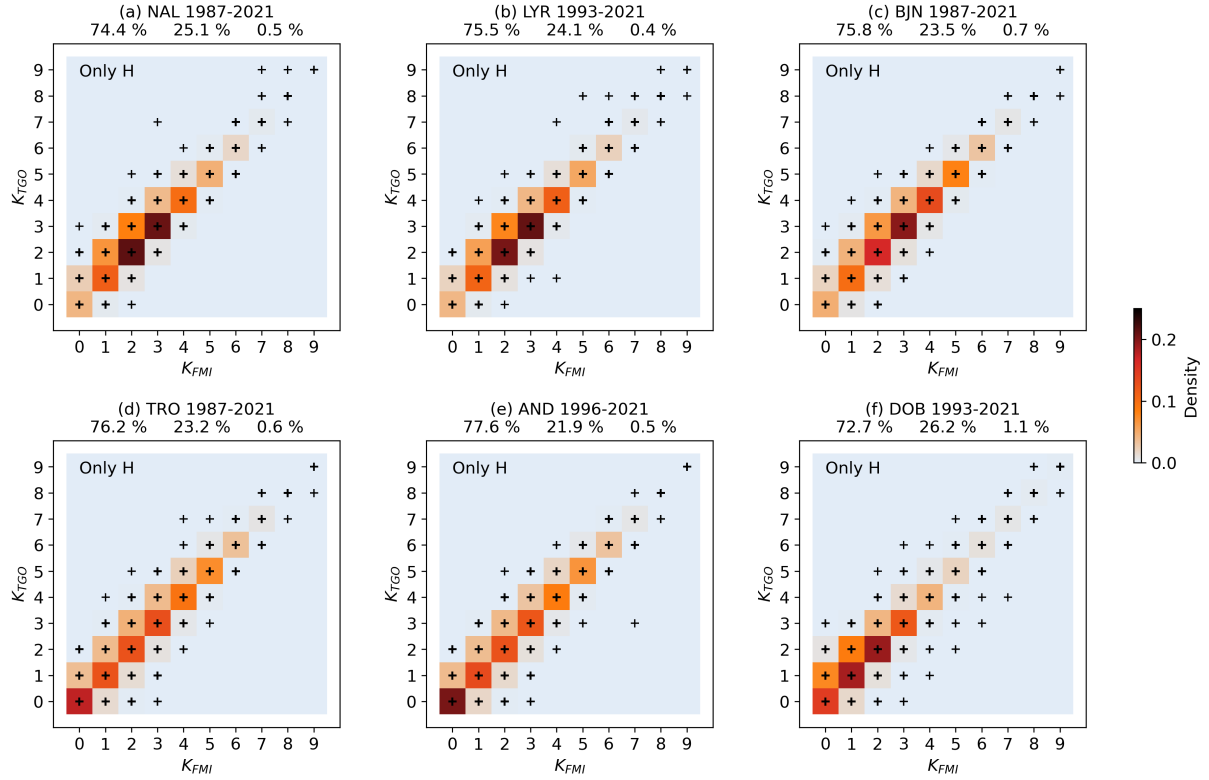 (a) NAL 1987-2021
74.4 % 25.1 % 0.5 %
Only H
9
8
7
6
5
4
3
2
1
0
K_TGO
0 1 2 3 4 5 6 7 8 9
K_FMI
(b) LYR 1993-2021
75.5 % 24.1 % 0.4 %
Only H
9
8
7
6
5
4
3
2
1
0
K_TGO
0 1 2 3 4 5 6 7 8 9
K_FMI
(c) BJN 1987-2021
75.8 % 23.5 % 0.7 %
Only H
9
8
7
6
5
4
3
2
1
0
K_TGO
0 1 2 3 4 5 6 7 8 9
K_FMI
(d) TRO 1987-2021
76.2 % 23.2 % 0.6 %
Only H
9
8
7
6
5
4
3
2
1
0
K_TGO
0 1 2 3 4 5 6 7 8 9
K_FMI
(e) AND 1996-2021
77.6 % 21.9 % 0.5 %
Only H
9
8
7
6
5
4
3
2
1
0
K_TGO
0 1 2 3 4 5 6 7 8 9
K_FMI
(f) DOB 1993-2021
72.7 % 26.2 % 1.1 %
Only H
9
8
7
6
5
4
3
2
1
0
K_TGO
0 1 2 3 4 5 6 7 8 9
K_FMI
0.2
0.1
0.0
Density